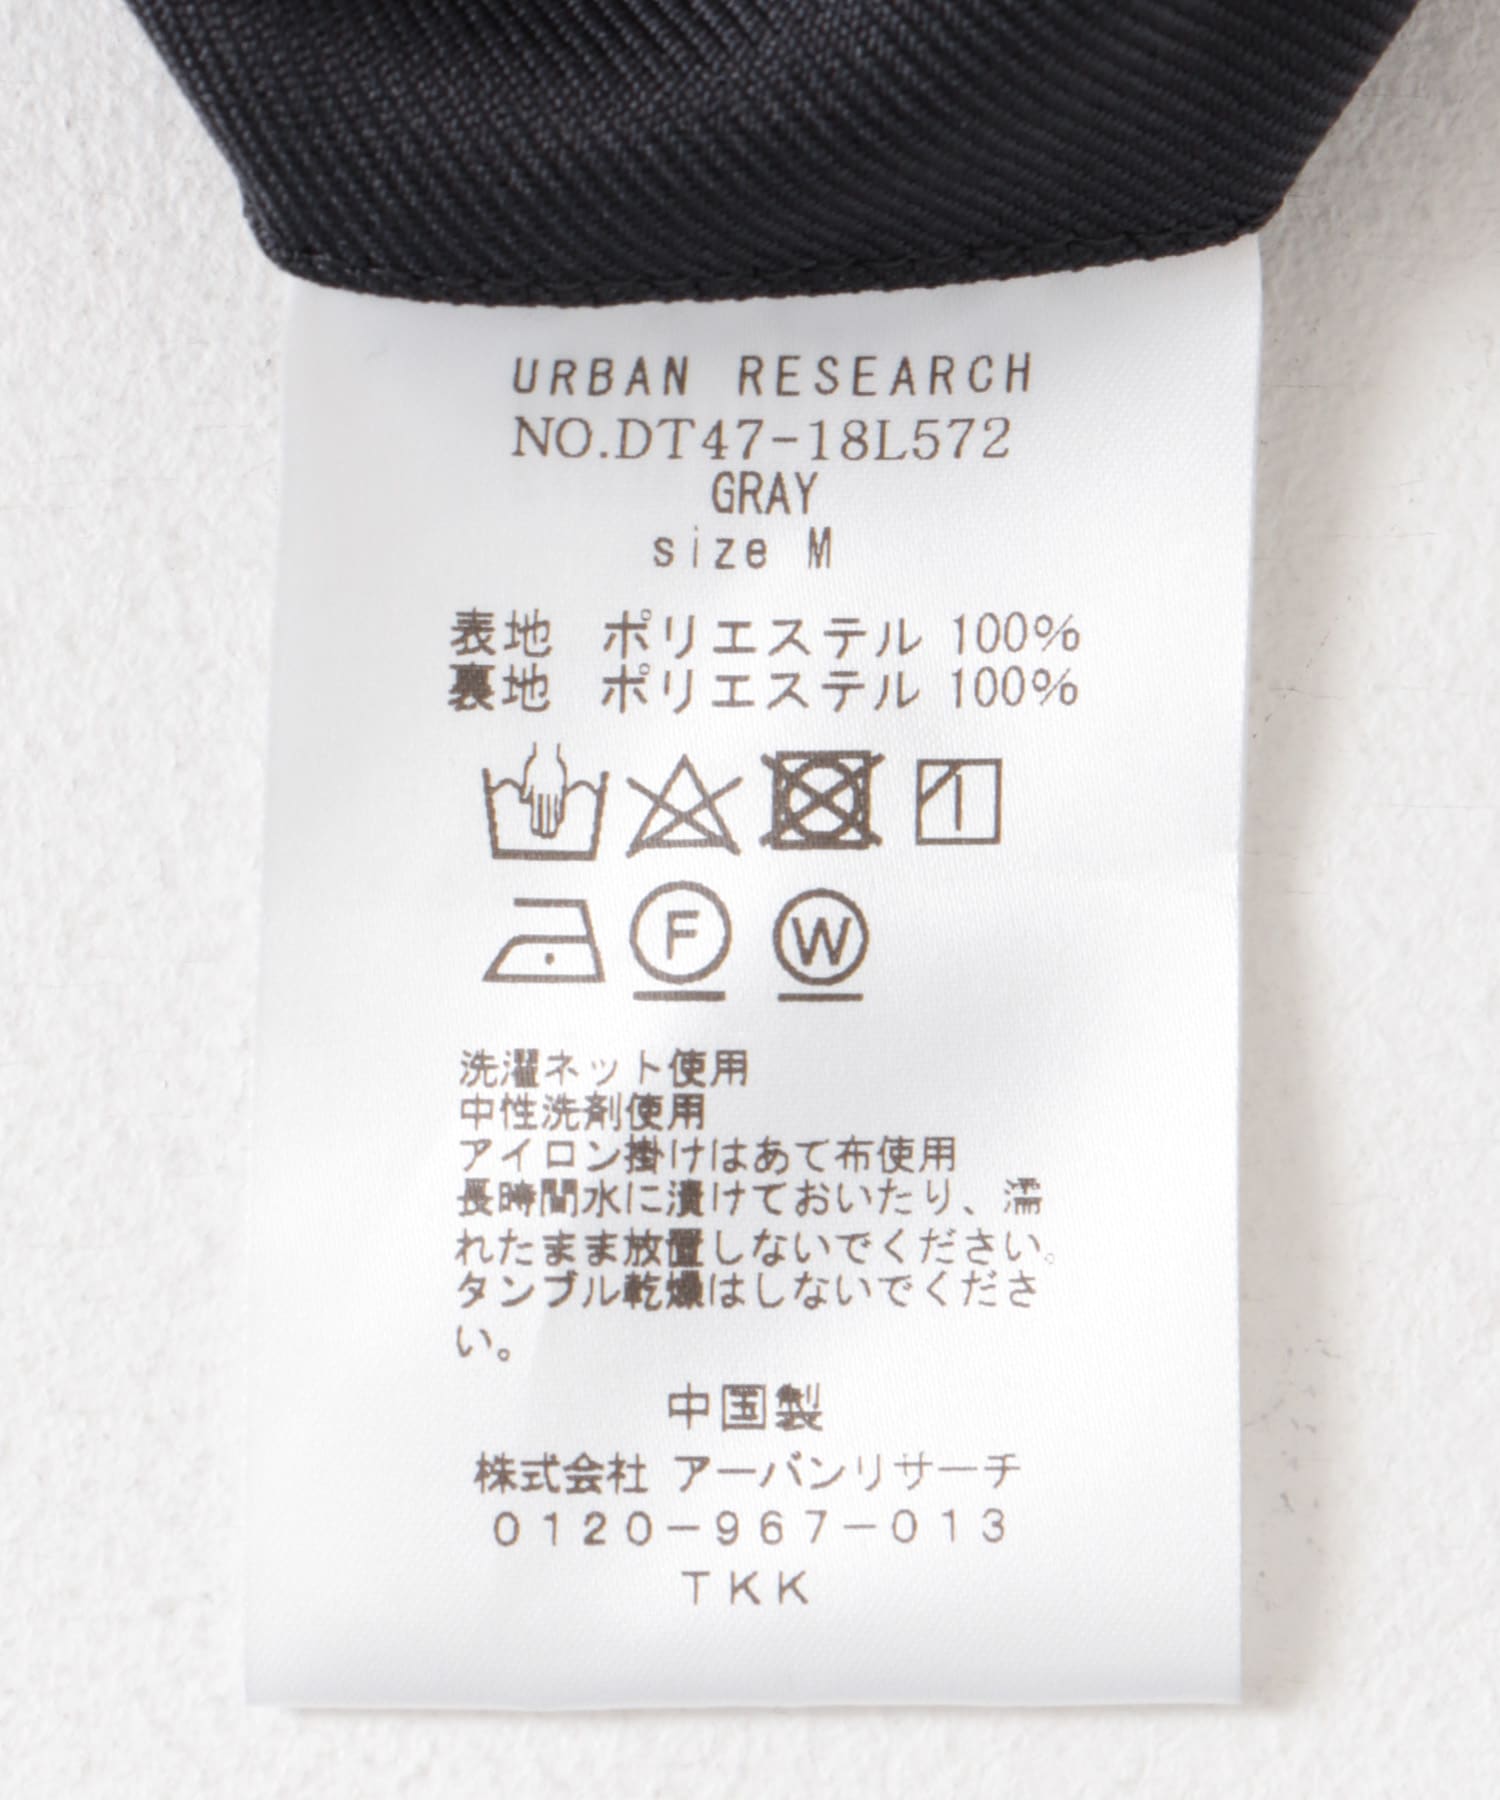 URBAN RESEARCH
NO.DT47-18L572
GRAY
size M
表地 ポリエステル 100%
裏地 ポリエステル 100%
F W
洗濯ネット使用
中性洗剤使用
アイロン掛けはあて布使用
長時間水に漬けておいたり、濡
れたまま放置しないでください。
タンブル乾燥はしないでくださ
い。
中国製
株式会社 アーバンリサーチ
0120-967-013
TKK